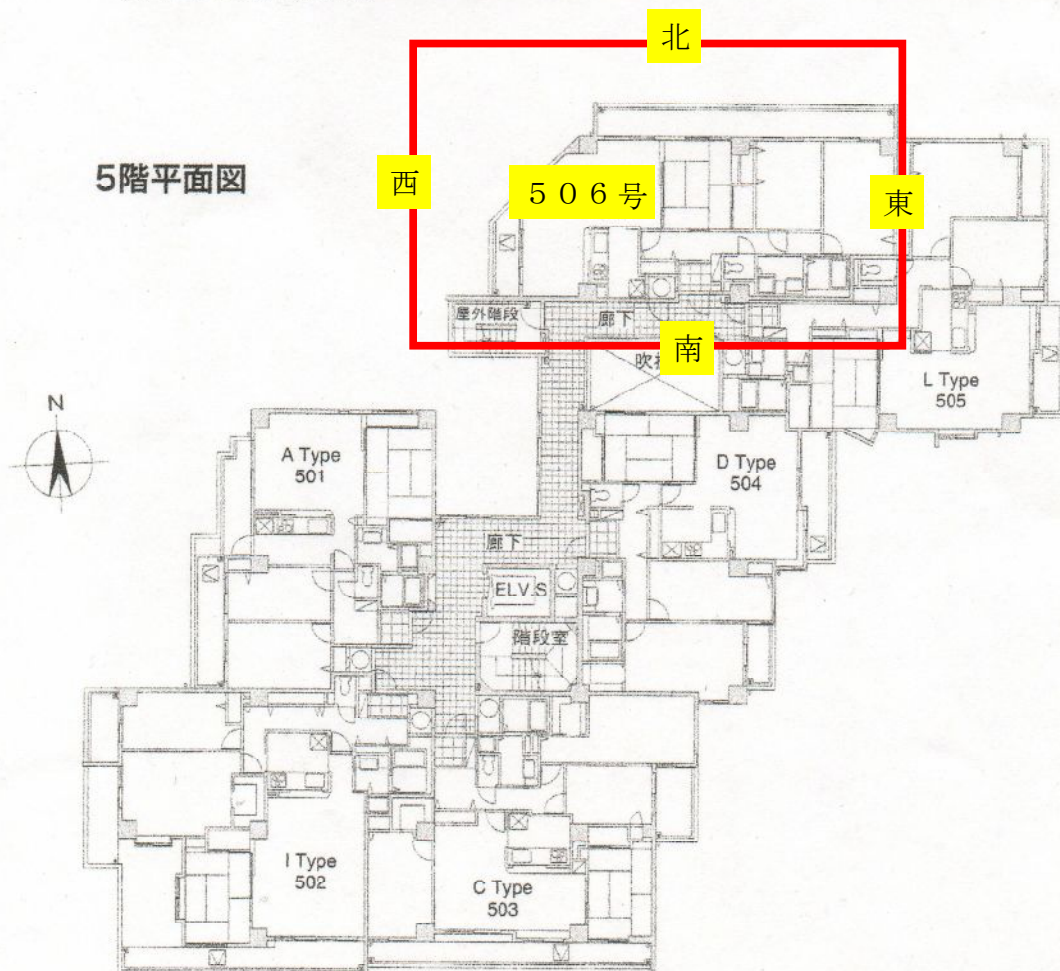 北
5階平面図
西
５０６号
東
屋外階段
廊下
南
吹
L Type
505
N
A Type
501
D Type
504
廊下
ELV.S
階段室
I Type
502
C Type
503